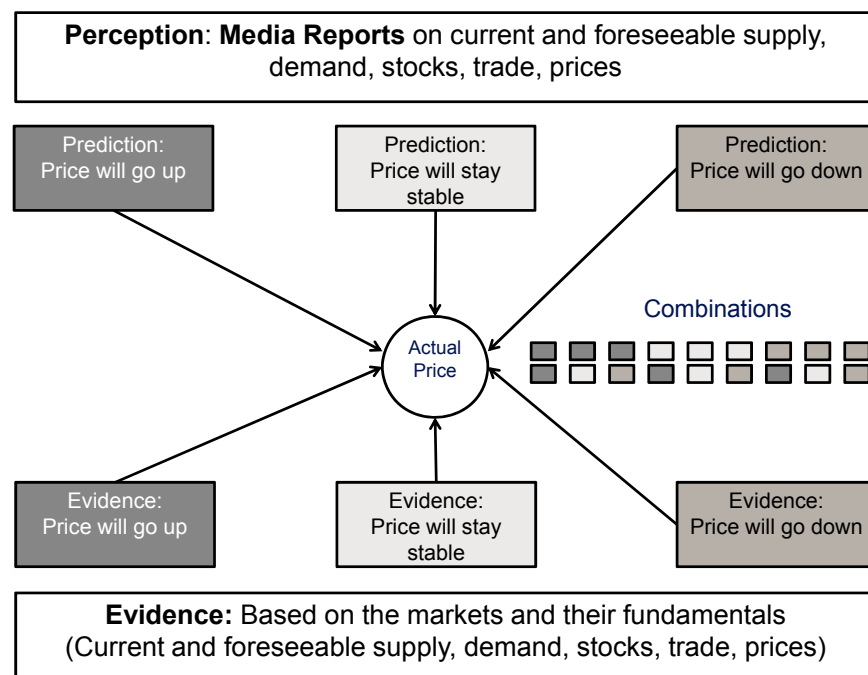 Perception: Media Reports on current and foreseeable supply,
demand, stocks, trade, prices
Prediction:
Price will go up
Prediction:
Price will stay
stable
Prediction:
Price will go down
Combinations
Actual
Price
Evidence:
Price will go up
Evidence:
Price will stay
stable
Evidence:
Price will go down
Evidence: Based on the markets and their fundamentals
(Current and foreseeable supply, demand, stocks, trade, prices)